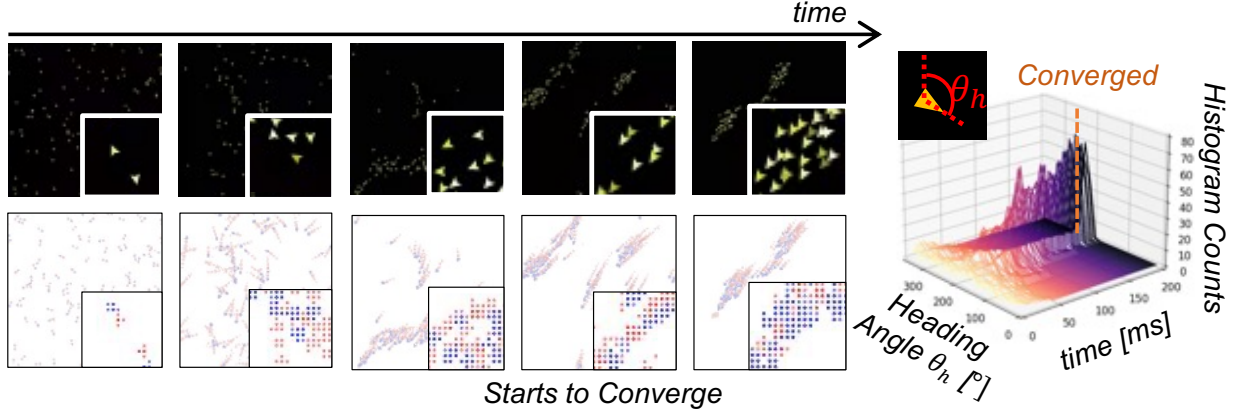 time
θh
Converged
Histogram Counts
80
70
60
50
40
30
20
10
0
300
200
100
0
0
50
100
150
200
Heading
Angle θh [°]
time [ms]
Starts to Converge